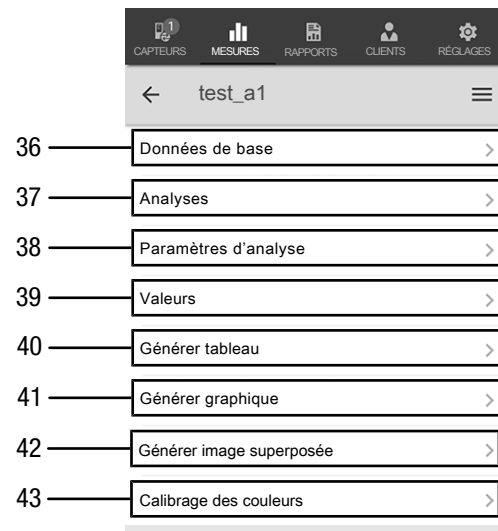 1
CAPTEURS MESURES RAPPORTS CLIENTS RÉGLAGES
test_a1
36 Données de base
37 Analyses
38 Paramètres d’analyse
39 Valeurs
40 Générer tableau
41 Générer graphique
42 Générer image superposée
43 Calibrage des couleurs